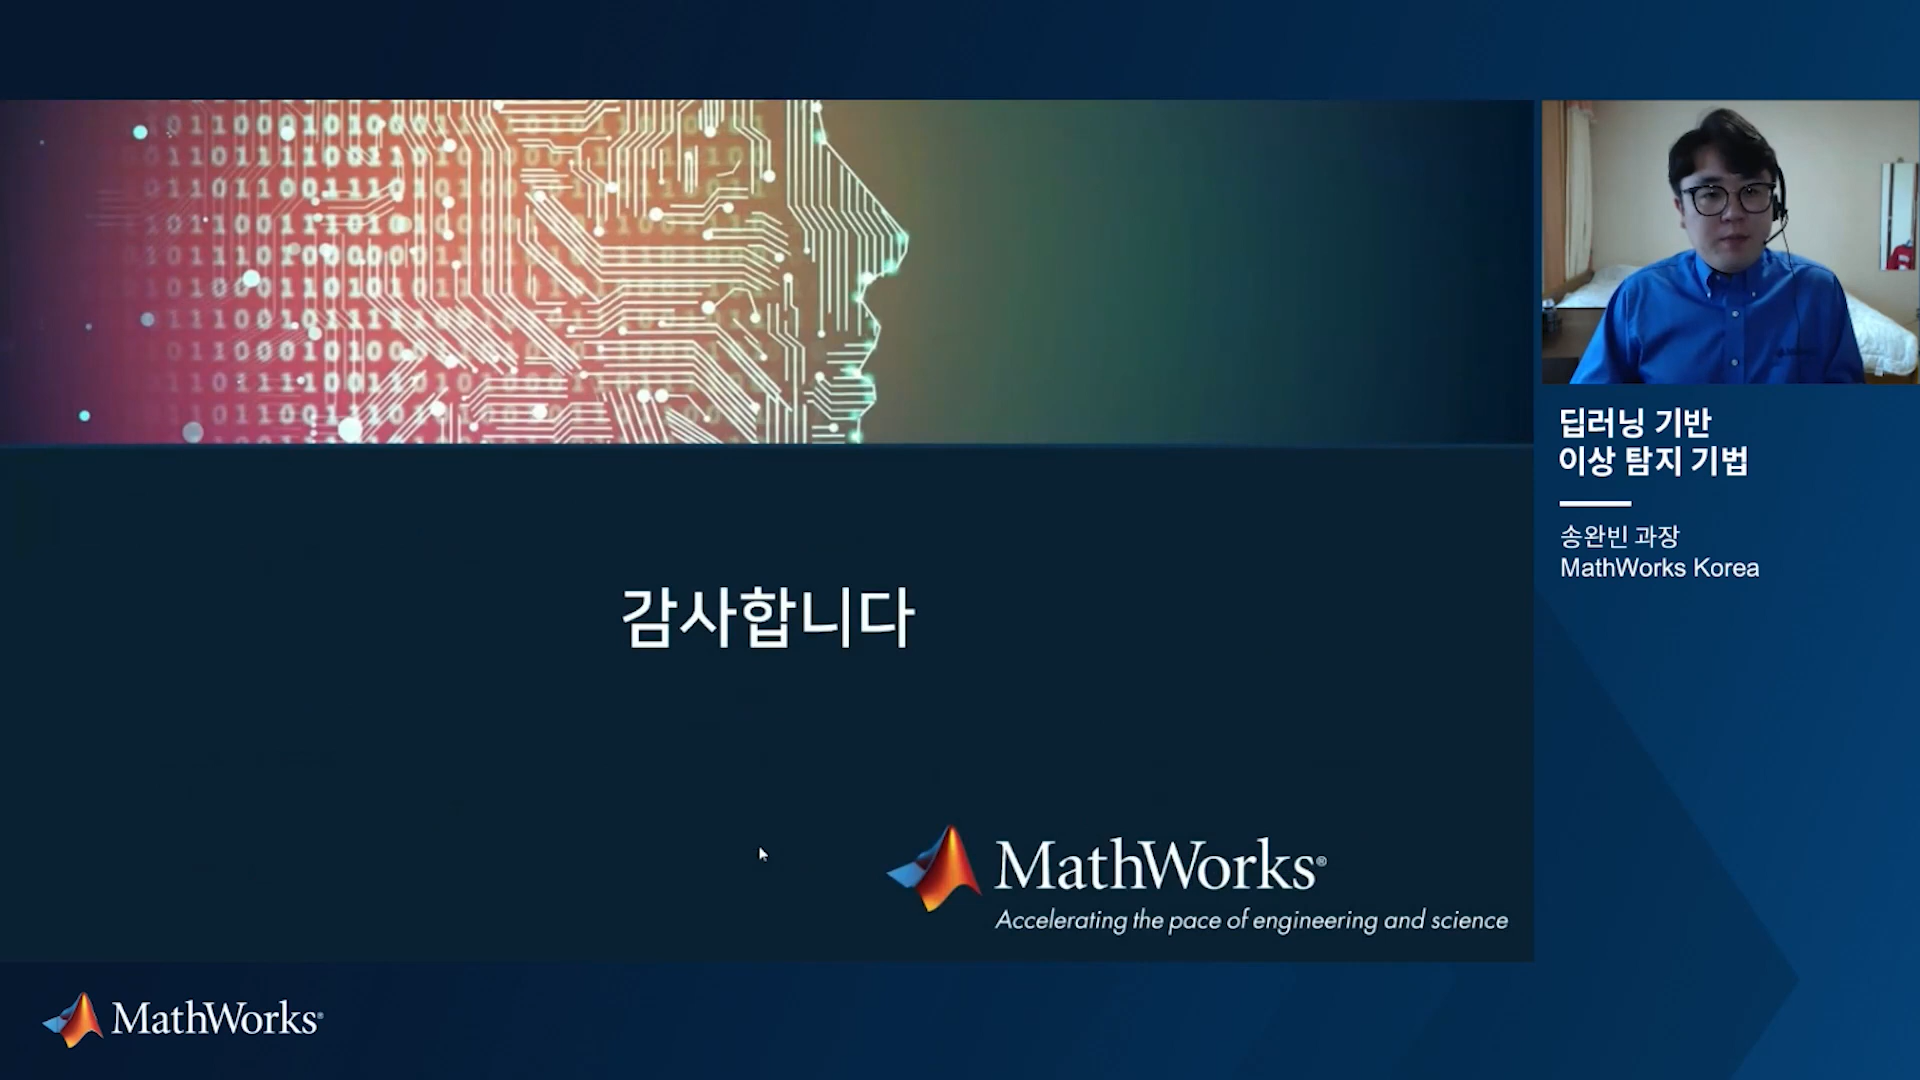 딥러닝 기반
이상 탐지 기법
송완빈 과장
MathWorks Korea
감사합니다
MathWorks®
Accelerating the pace of engineering and science
MathWorks®